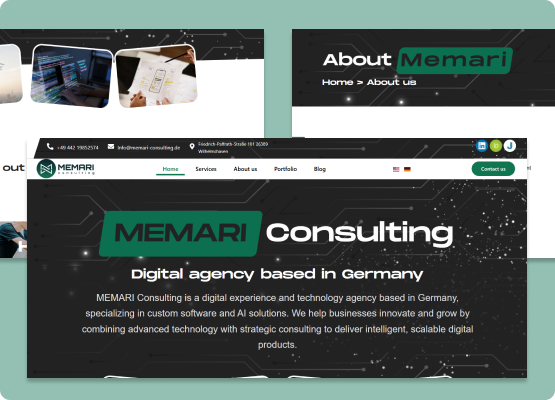 About Memari
Home > About us
out
+49 442 19852574
Info@memari-consulting.de
Friedrich-Paffrath-Straße 101 26389
Wilhelmshaven
MEMARI
consulting
Home
Services
About us
Portfolio
Blog
Contact us
MEMARI Consulting
Digital agency based in Germany
MEMARI Consulting is a digital experience and technology agency based in Germany,
specializing in custom software and AI solutions. We help businesses innovate and grow by
combining advanced technology with strategic consulting to deliver intelligent, scalable digital
products.